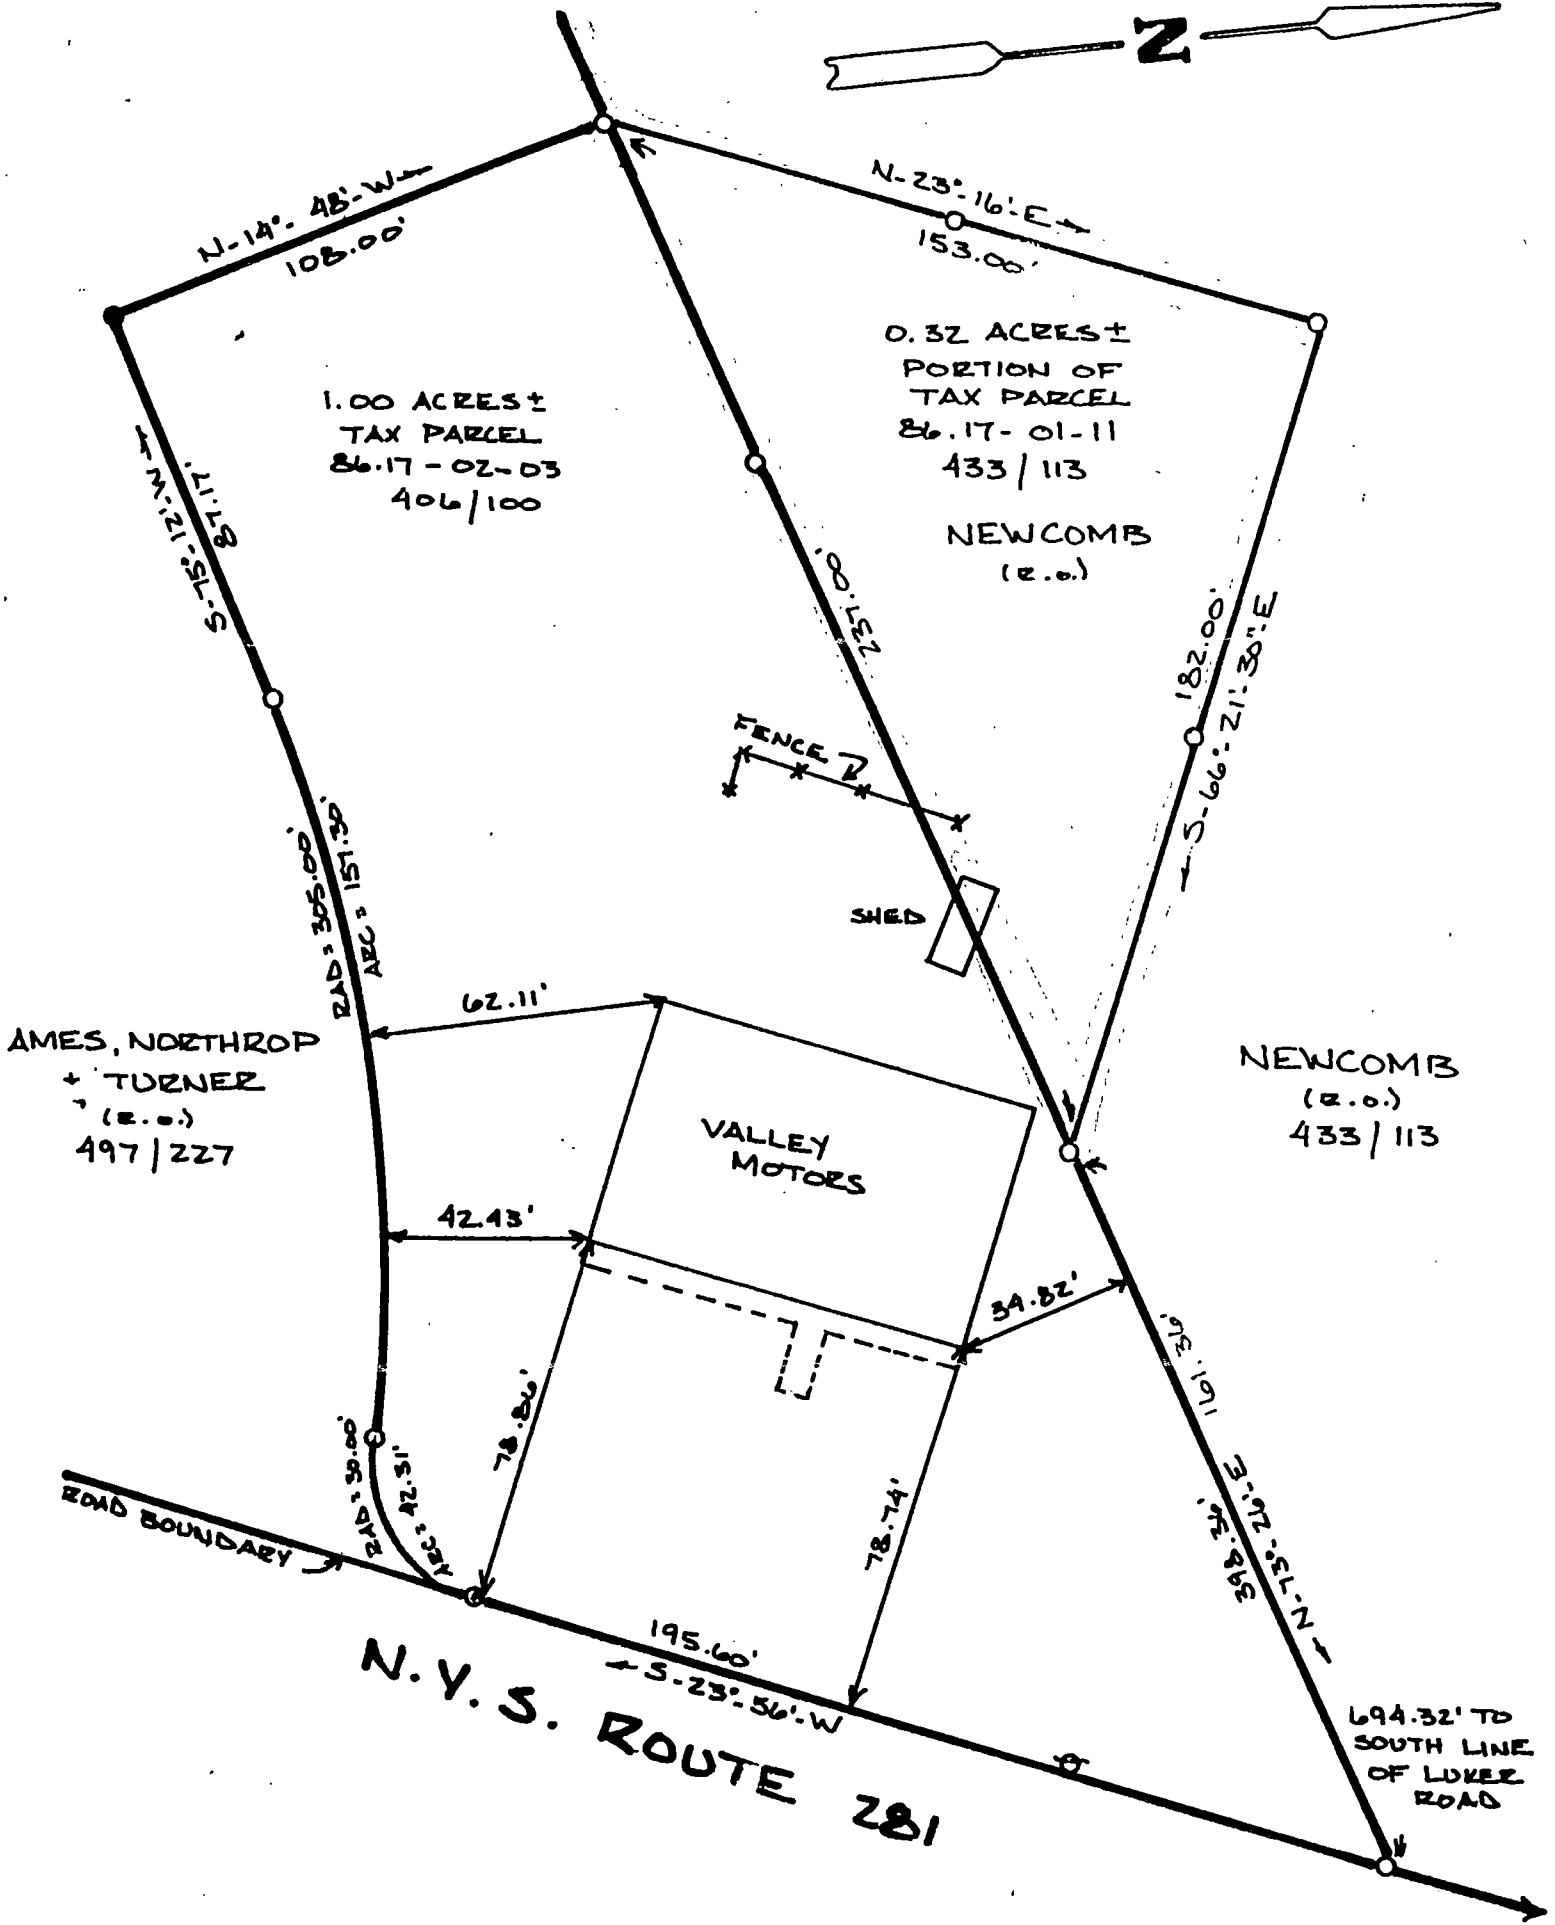 N
N-14°-48'-W
108.00'
N-23°-16'-E
153.00'
0.32 ACRES±
PORTION OF
TAX PARCEL
86.17-01-11
433/113
NEWCOMB
(R.O.)
1.00 ACRES±
TAX PARCEL
86.17-02-03
406/100
87.17'
S-75°-12'-W
237.00'
182.00'
S-66°-21'-30"-E
FENCE
SHED
RAD=305.00'
ARC=157.30'
62.11'
AMES, NORTHROP
+ TURNER
(R.O.)
497/227
VALLEY
MOTORS
NEWCOMB
(R.O.)
433/113
42.43'
34.82'
161.36'
78.86'
78.74'
RAD=30.00'
ARC=42.31'
N-73°-26'-E
398.36'
ROAD BOUNDARY
195.60'
S-23°-56'-W
N.Y.S. ROUTE 281
694.32' TO
SOUTH LINE
OF LUKER
ROAD